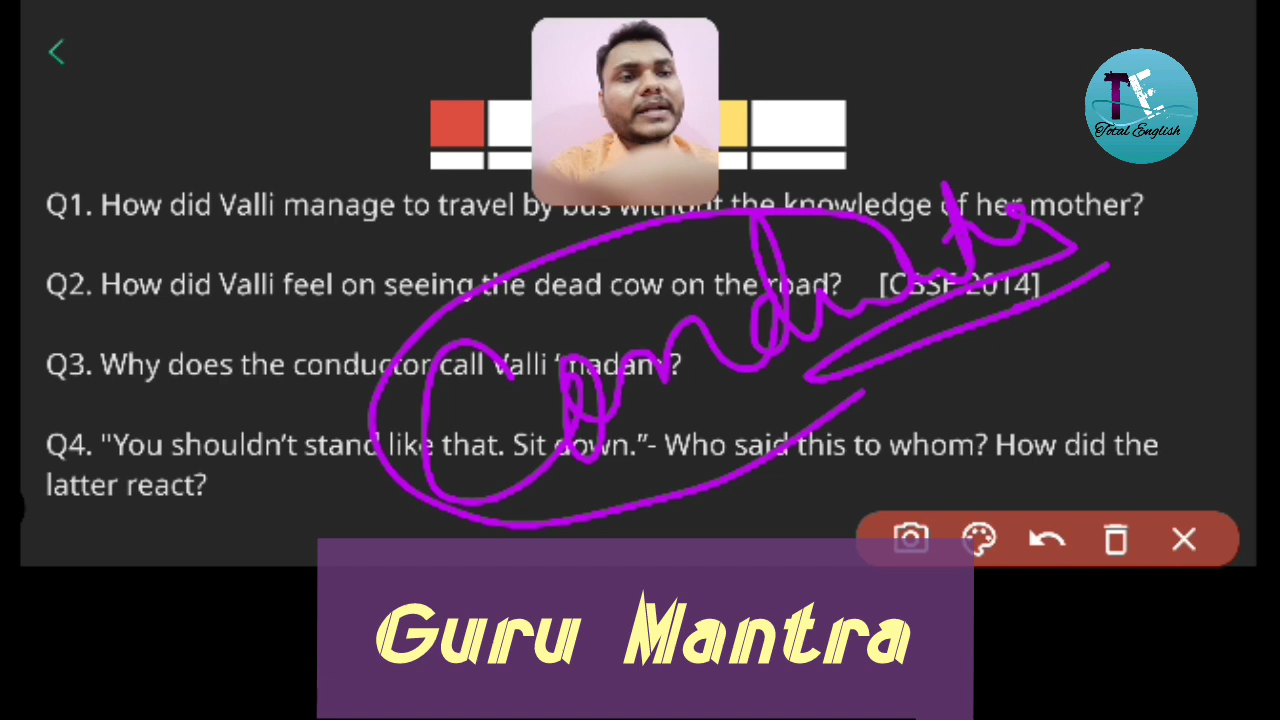 TE
Total English
Q1. How did Valli manage to travel by bus without the knowledge of her mother?
Q2. How did Valli feel on seeing the dead cow on the road? [CBSE 2014]
Q3. Why does the conductor call Valli ‘madam’?
Q4. "You shouldn’t stand like that. Sit down.”- Who said this to whom? How did the
latter react?
Guru Mantra